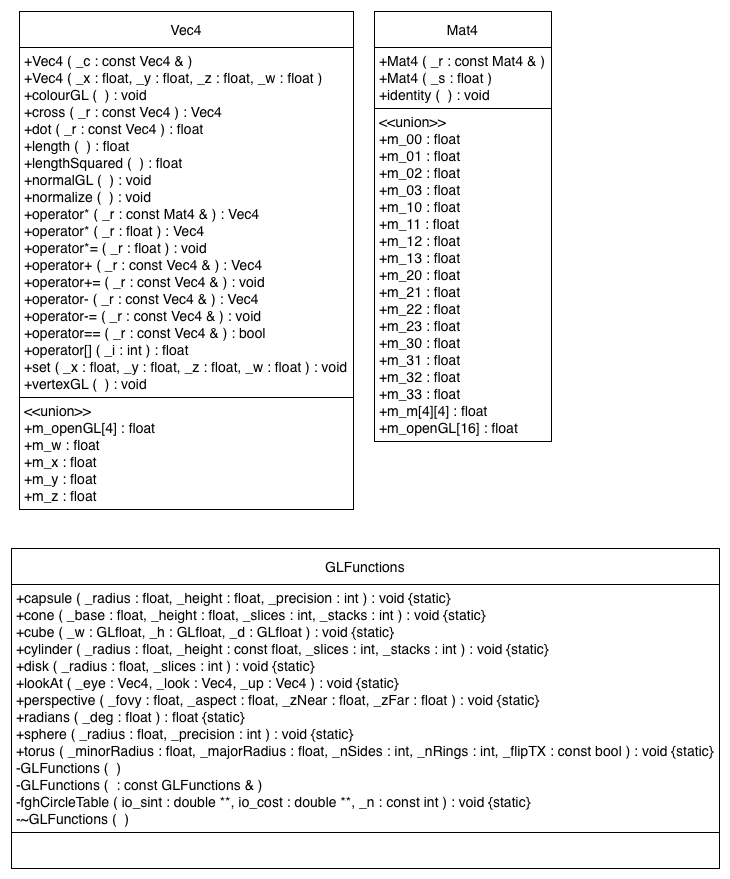 Vec4
+Vec4 ( _c : const Vec4 & )
+Vec4 ( _x : float, _y : float, _z : float, _w : float )
+colourGL (  ) : void
+cross ( _r : const Vec4 ) : Vec4
+dot ( _r : const Vec4 ) : float
+length (  ) : float
+lengthSquared (  ) : float
+normalGL (  ) : void
+normalize (  ) : void
+operator* ( _r : const Mat4 & ) : Vec4
+operator* ( _r : float ) : Vec4
+operator*= ( _r : float ) : void
+operator+ ( _r : const Vec4 & ) : Vec4
+operator+= ( _r : const Vec4 & ) : void
+operator- ( _r : const Vec4 & ) : Vec4
+operator-= ( _r : const Vec4 & ) : void
+operator== ( _r : const Vec4 & ) : bool
+operator[] ( _i : int ) : float
+set ( _x : float, _y : float, _z : float, _w : float ) : void
+vertexGL (  ) : void
<<union>>
+m_openGL[4] : float
+m_w : float
+m_x : float
+m_y : float
+m_z : float
Mat4
+Mat4 ( _r : const Mat4 & )
+Mat4 ( _s : float )
+identity (  ) : void
<<union>>
+m_00 : float
+m_01 : float
+m_02 : float
+m_03 : float
+m_10 : float
+m_11 : float
+m_12 : float
+m_13 : float
+m_20 : float
+m_21 : float
+m_22 : float
+m_23 : float
+m_30 : float
+m_31 : float
+m_32 : float
+m_33 : float
+m_m[4][4] : float
+m_openGL[16] : float
GLFunctions
+capsule ( _radius : float, _height : float, _precision : int ) : void {static}
+cone ( _base : float, _height : float, _slices : int, _stacks : int ) : void {static}
+cube ( _w : GLfloat, _h : GLfloat, _d : GLfloat ) : void {static}
+cylinder ( _radius : float, _height : const float, _slices : int, _stacks : int ) : void {static}
+disk ( _radius : float, _slices : int ) : void {static}
+lookAt ( _eye : Vec4, _look : Vec4, _up : Vec4 ) : void {static}
+perspective ( _fovy : float, _aspect : float, _zNear : float, _zFar : float ) : void {static}
+radians ( _deg : float ) : float {static}
+sphere ( _radius : float, _precision : int ) : void {static}
+torus ( _minorRadius : float, _majorRadius : float, _nSides : int, _nRings : int, _flipTX : const bool ) : void {static}
-GLFunctions (  )
-GLFunctions (  : const GLFunctions & )
-fghCircleTable ( io_sint : double **, io_cost : double **, _n : const int ) : void {static}
-~GLFunctions (  )